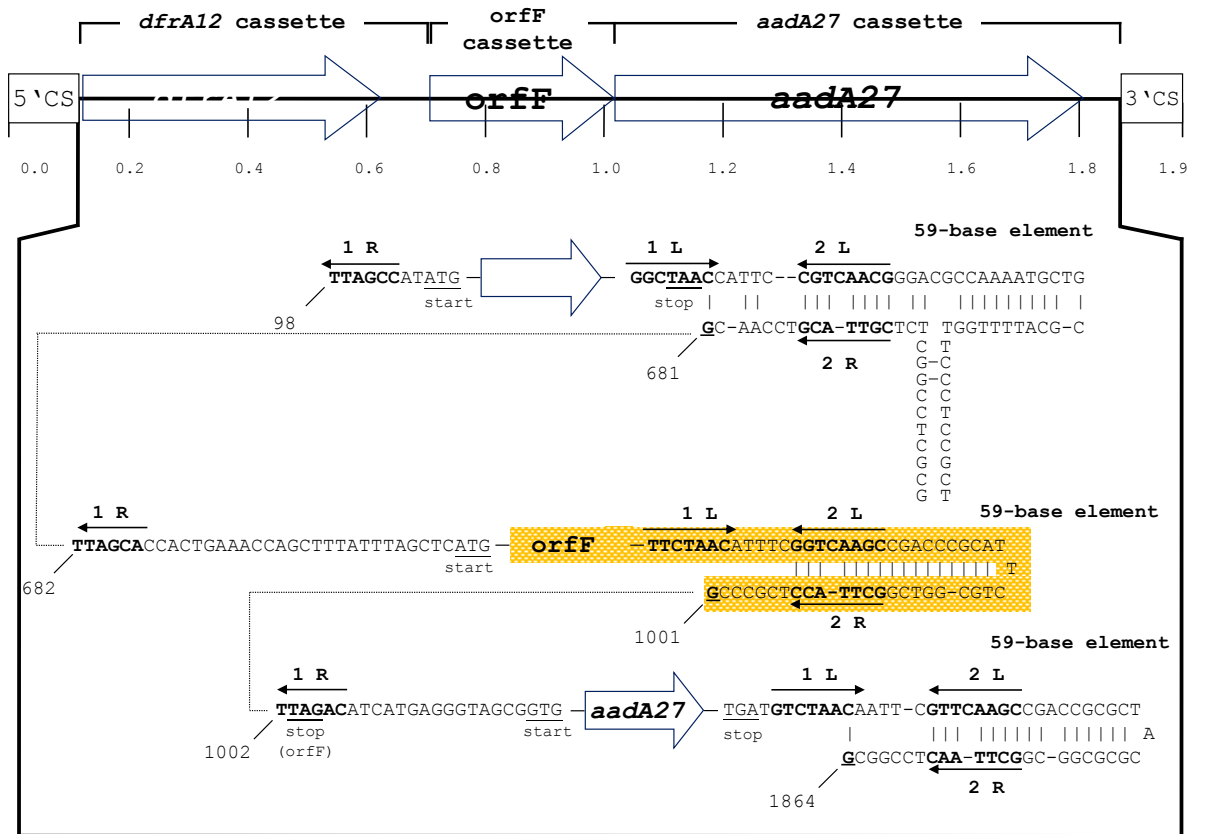 dfrA12 cassette
orfF
cassette
aadA27 cassette
5‘CS
orfF
aadA27
3‘CS
0.0 0.2 0.4 0.6 0.8 1.0 1.2 1.4 1.6 1.8 1.9
59-base element
1 R 1 L 2 L
TTAGCCATATG GGCTAACCATTC--CGTCAACGGGACGCCAAAATGCTG
start stop
98
GC-AACCTGCA-TTGCTCT TGGTTTTACG-C
681
2 R
C T
G–C
G–C
C C
C T
T C
C C
G G
C C
G T
59-base element
1 R 1 L 2 L
TTAGCACCACTGAAACCAGCTTTATTTAGCTCATG orfF TTCTAACATTTCGGTCAAGCCGACCCGCAT
start
T
682
GCCCGCTCCA-TTCGGCTGG-CGTC
1001
2 R
59-base element
1 R 1 L 2 L
TTAGACATCATGAGGGTAGCGGTG aadA27 TGATGTCTAACAATT-CGTTCAAGCCGACCGCGCT
stop
(orfF)
start stop
A
1002
GCGGCCTCAA-TTCGGC-GGCGCGC
1864
2 R